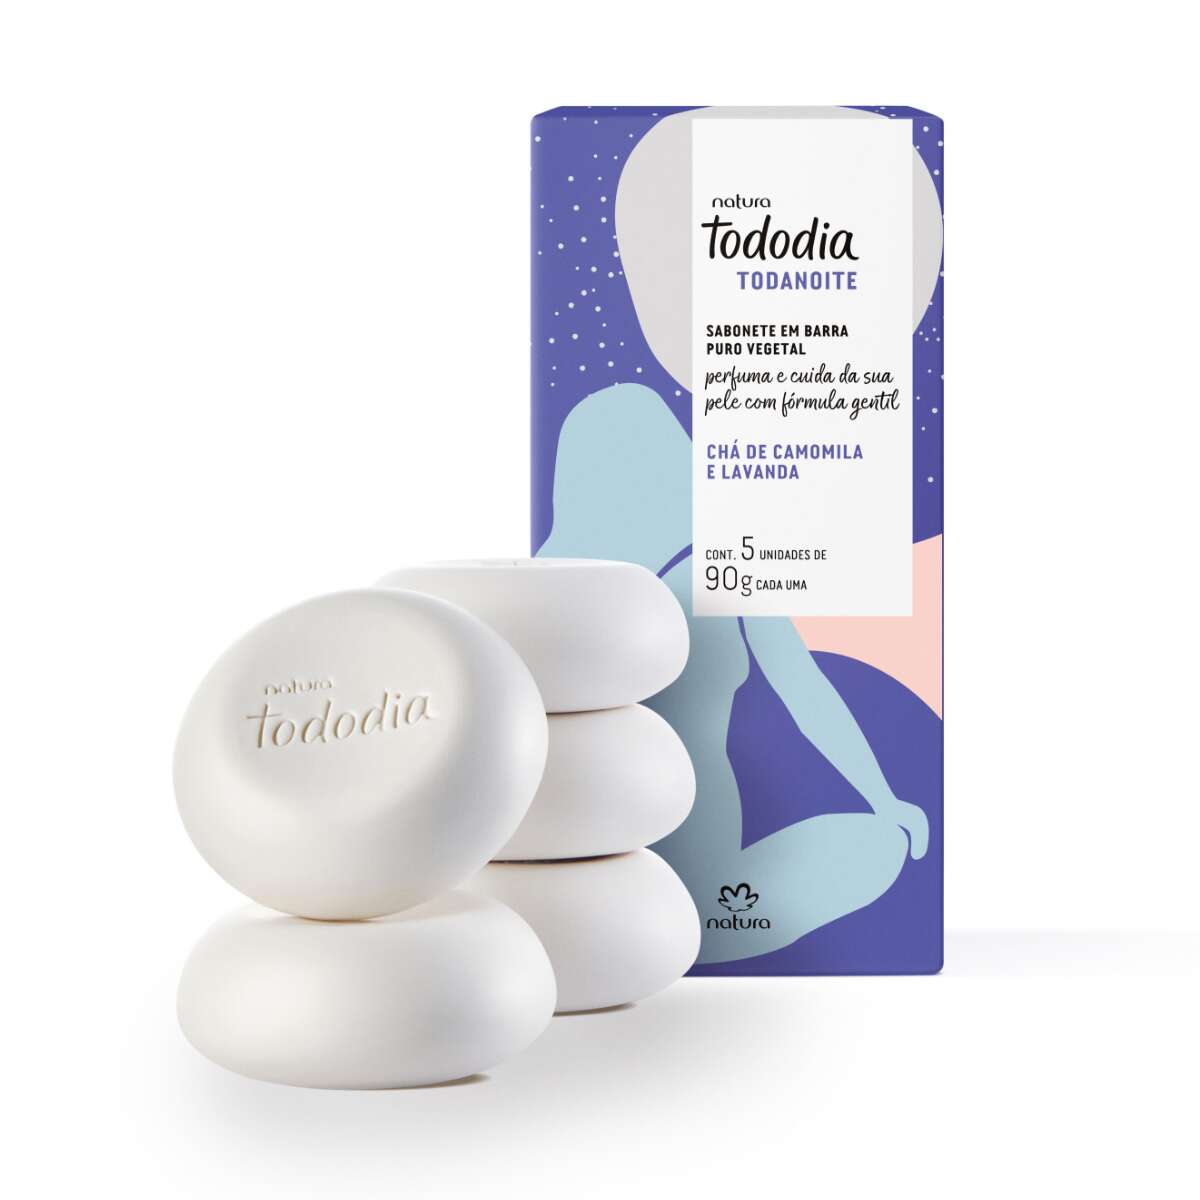 natura
tododia
TODANOITE
SABONETE EM BARRA
PURO VEGETAL
perfuma e cuida da sua
pele com fórmula gentil
CHÁ DE CAMOMILA
E LAVANDA
CONT. 5 UNIDADES DE
90g CADA UMA
natura
natura
tododia